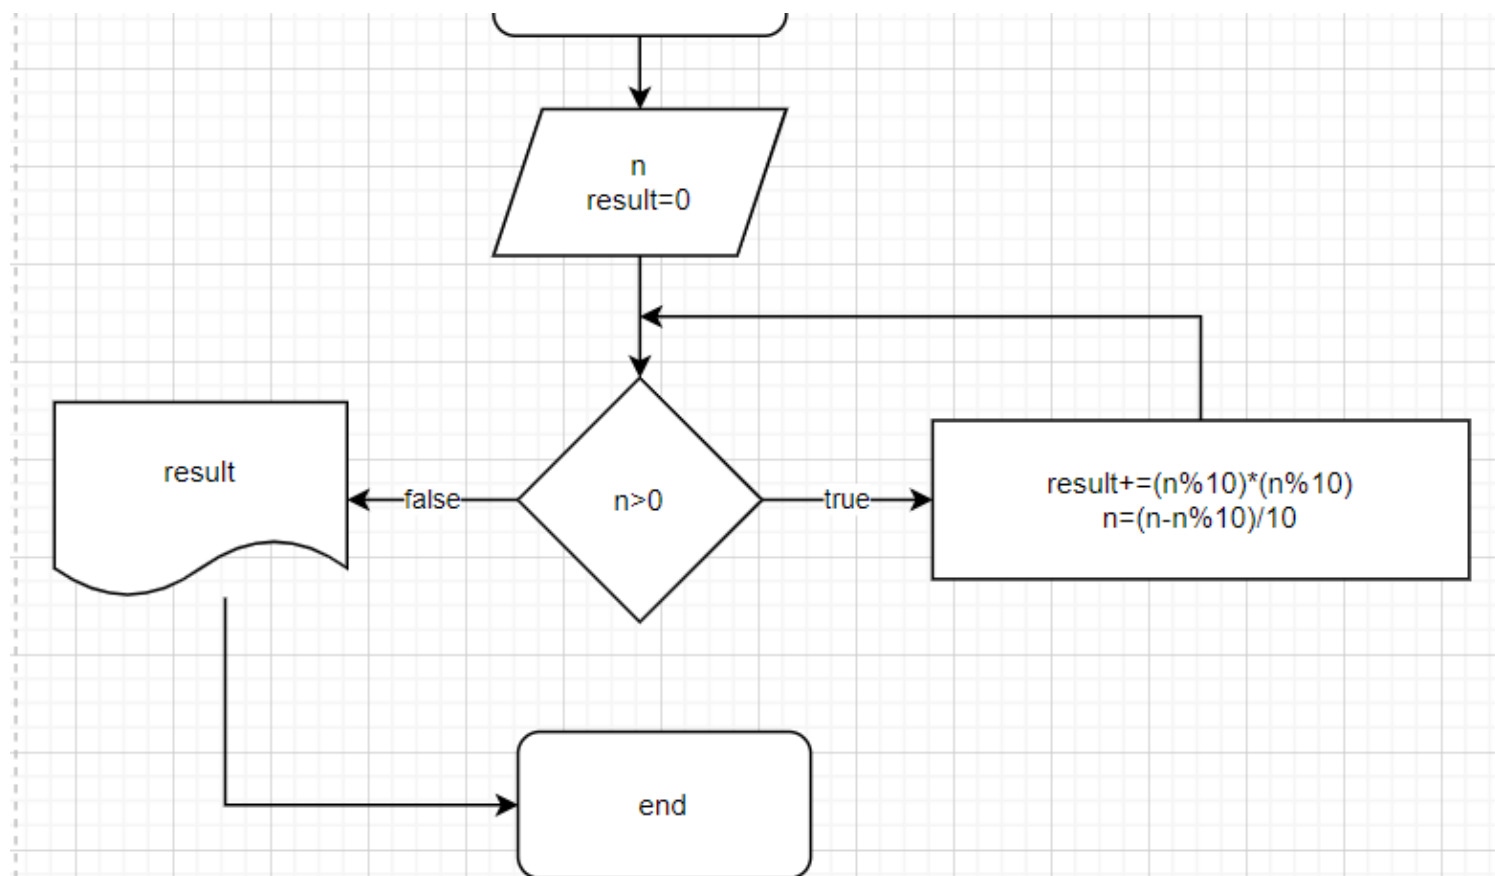 n
result=0
result
false
n>0
true
result+=(n%10)*(n%10)
n=(n-n%10)/10
end